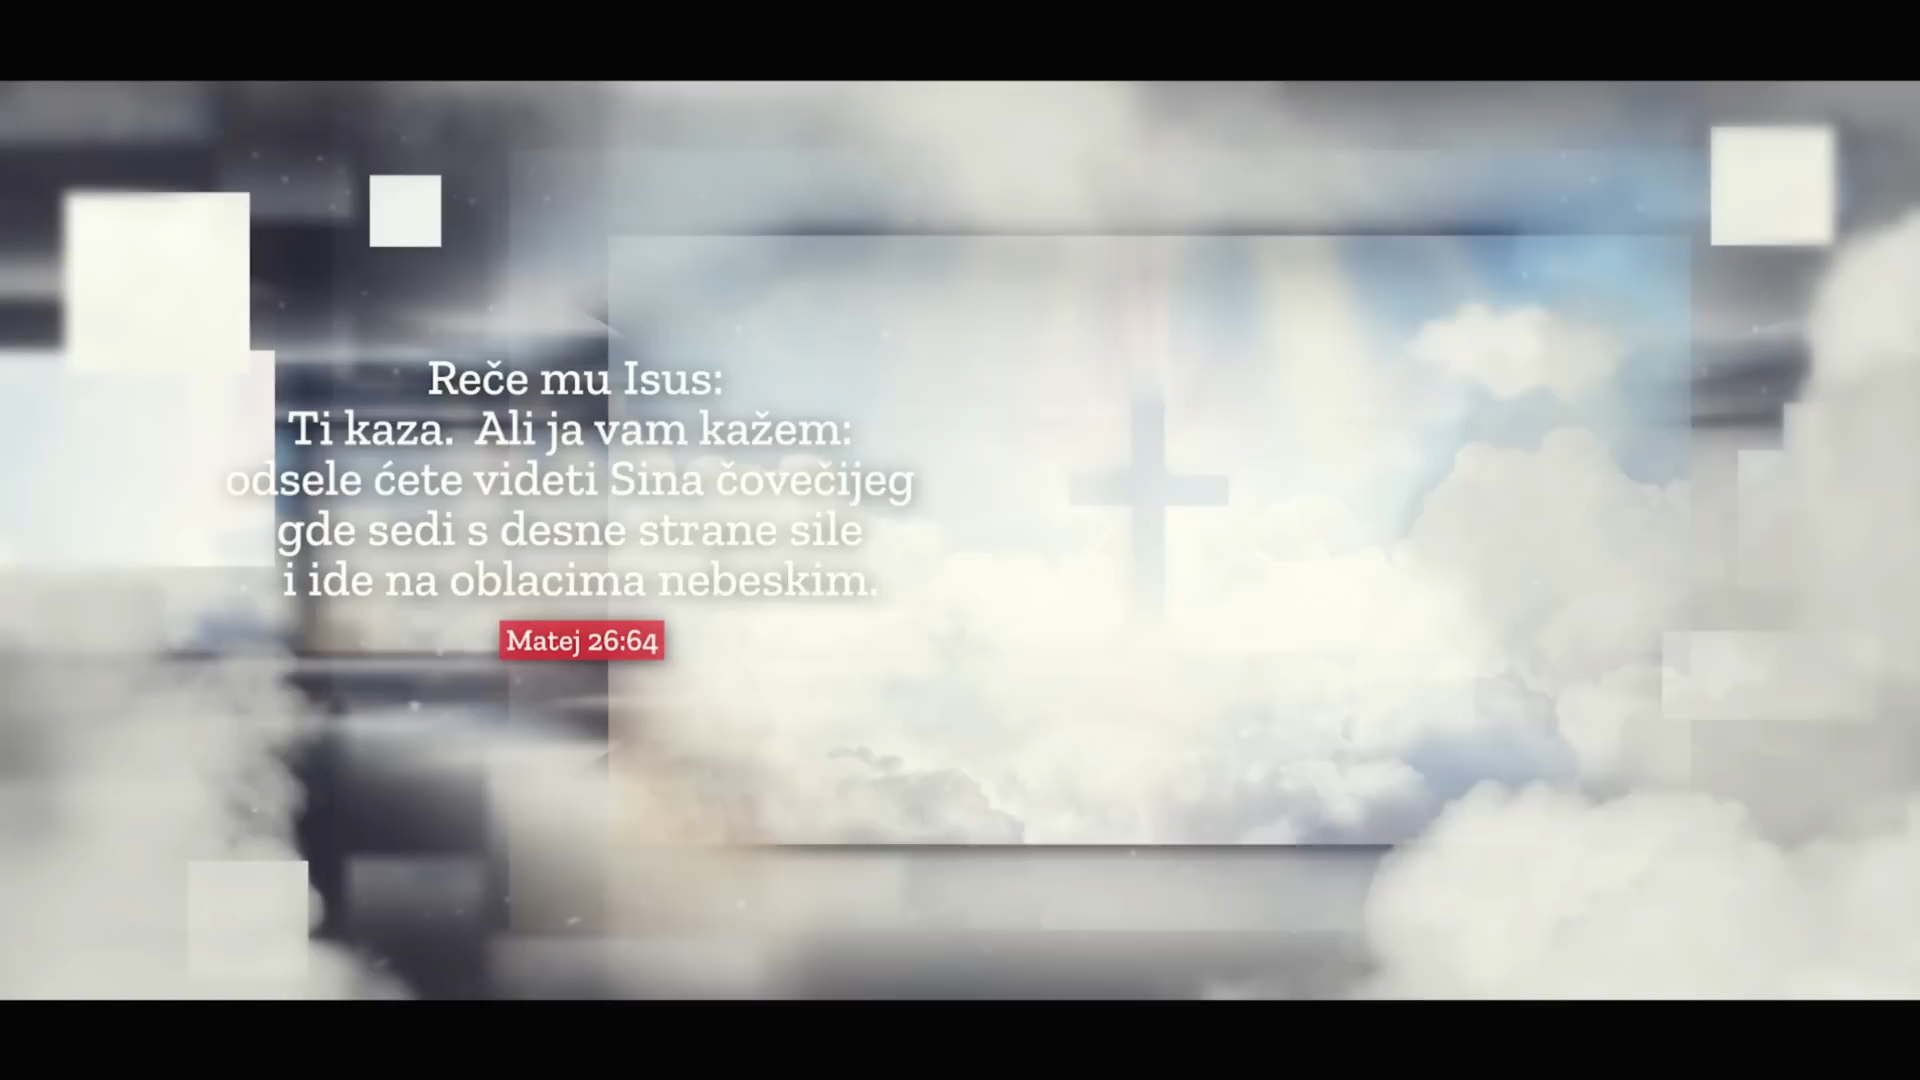 Reče mu Isus:
Ti kaza. Ali ja vam kažem:
odsele ćete videti Sina čovečijeg
gde sedi s desne strane sile
i ide na oblacima nebeskim.
Matej 26:64